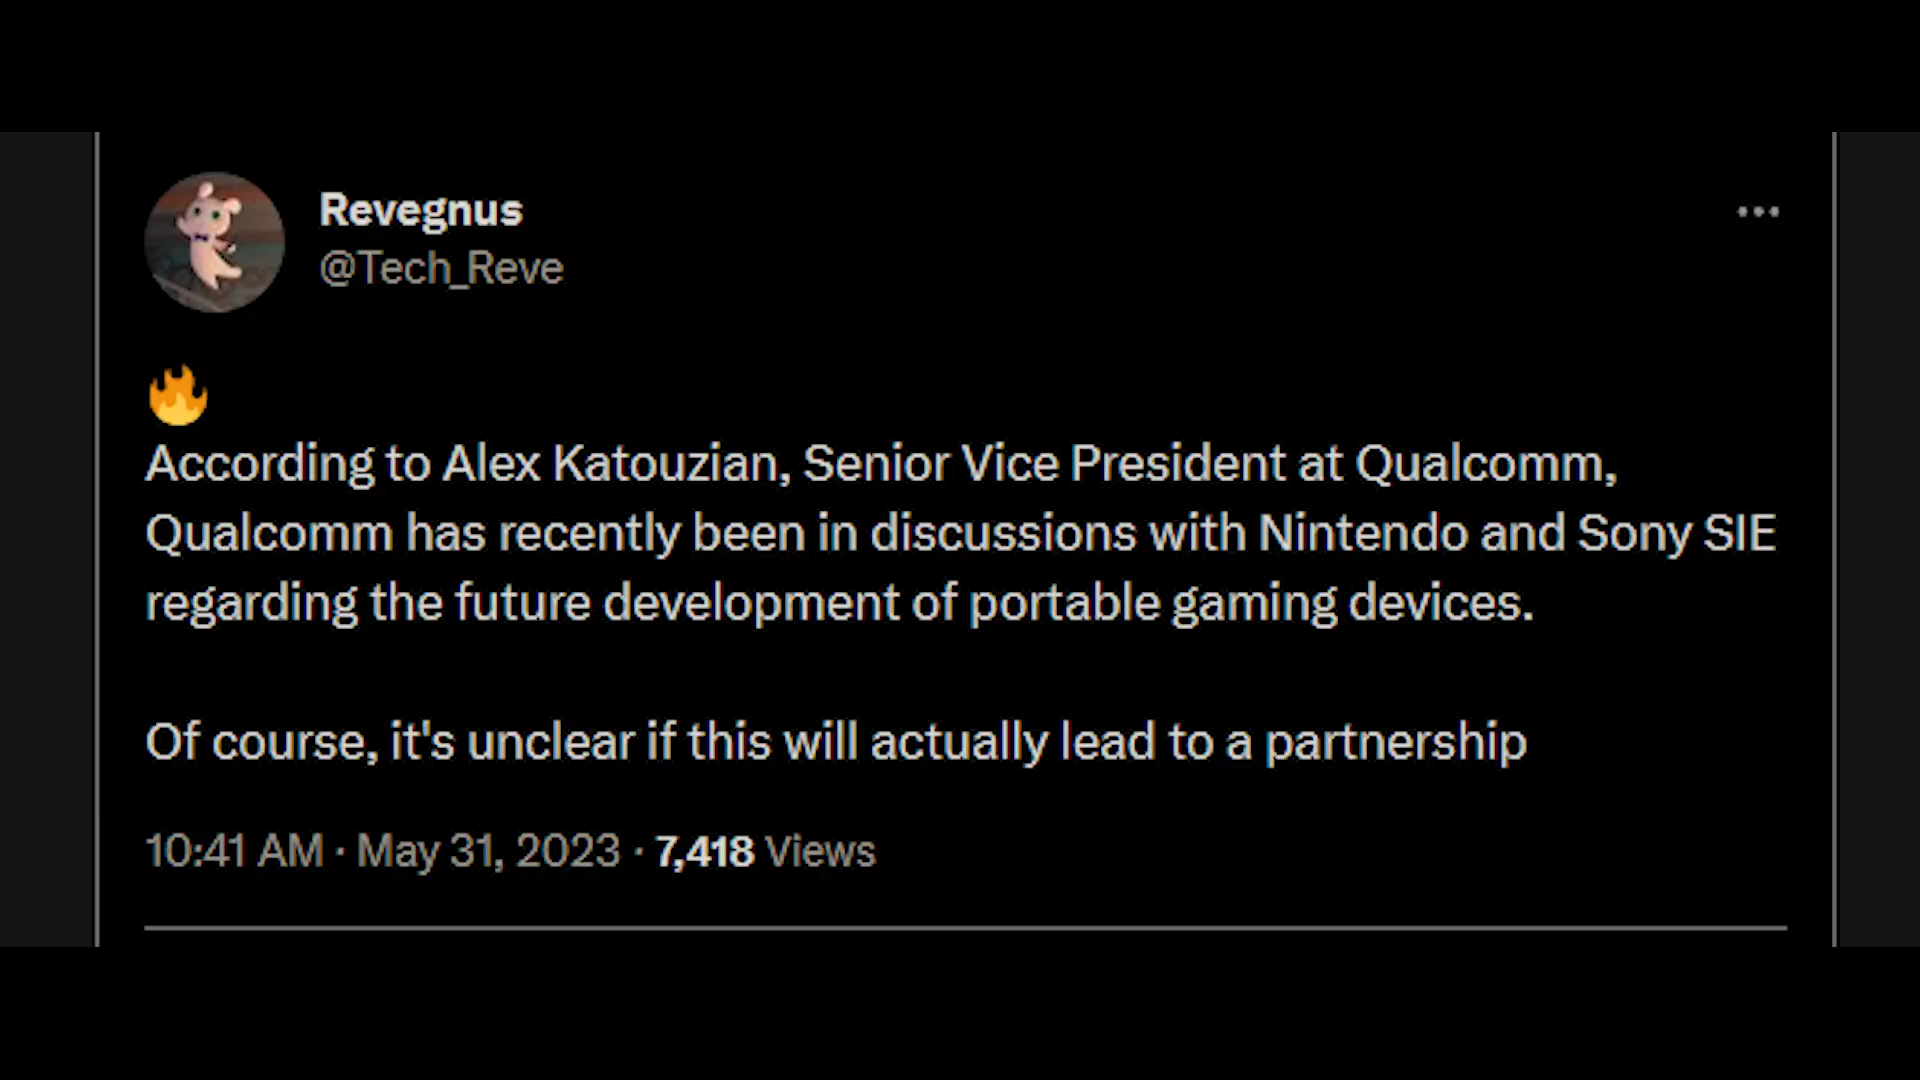 Revegnus
@Tech_Reve
🔥
According to Alex Katouzian, Senior Vice President at Qualcomm,
Qualcomm has recently been in discussions with Nintendo and Sony SIE
regarding the future development of portable gaming devices.
Of course, it's unclear if this will actually lead to a partnership
10:41 AM · May 31, 2023 · 7,418 Views